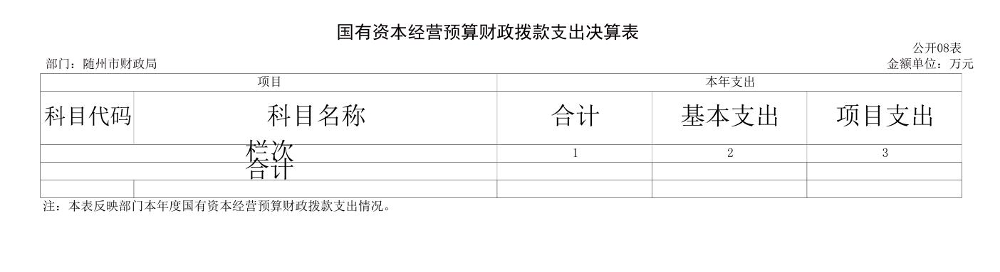 国有资本经营预算财政拨款支出决算表
公开08表
部门：随州市财政局 金额单位：万元
项目 本年支出
科目代码 科目名称 合计 基本支出 项目支出
栏次 1 2 3
合计
注：本表反映部门本年度国有资本经营预算财政拨款支出情况。